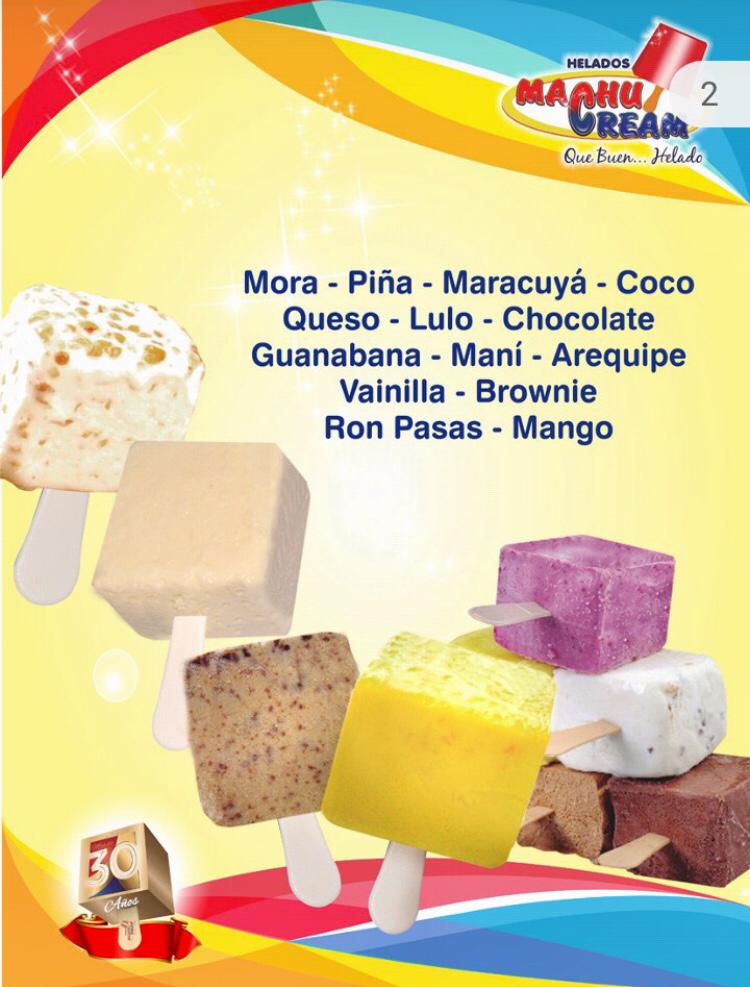 HELADOS
MACHU
CREAM
Que Buen... Helado
2
Mora - Piña - Maracuyá - Coco
Queso - Lulo - Chocolate
Guanabana - Maní - Arequipe
Vainilla - Brownie
Ron Pasas - Mango
30
Años